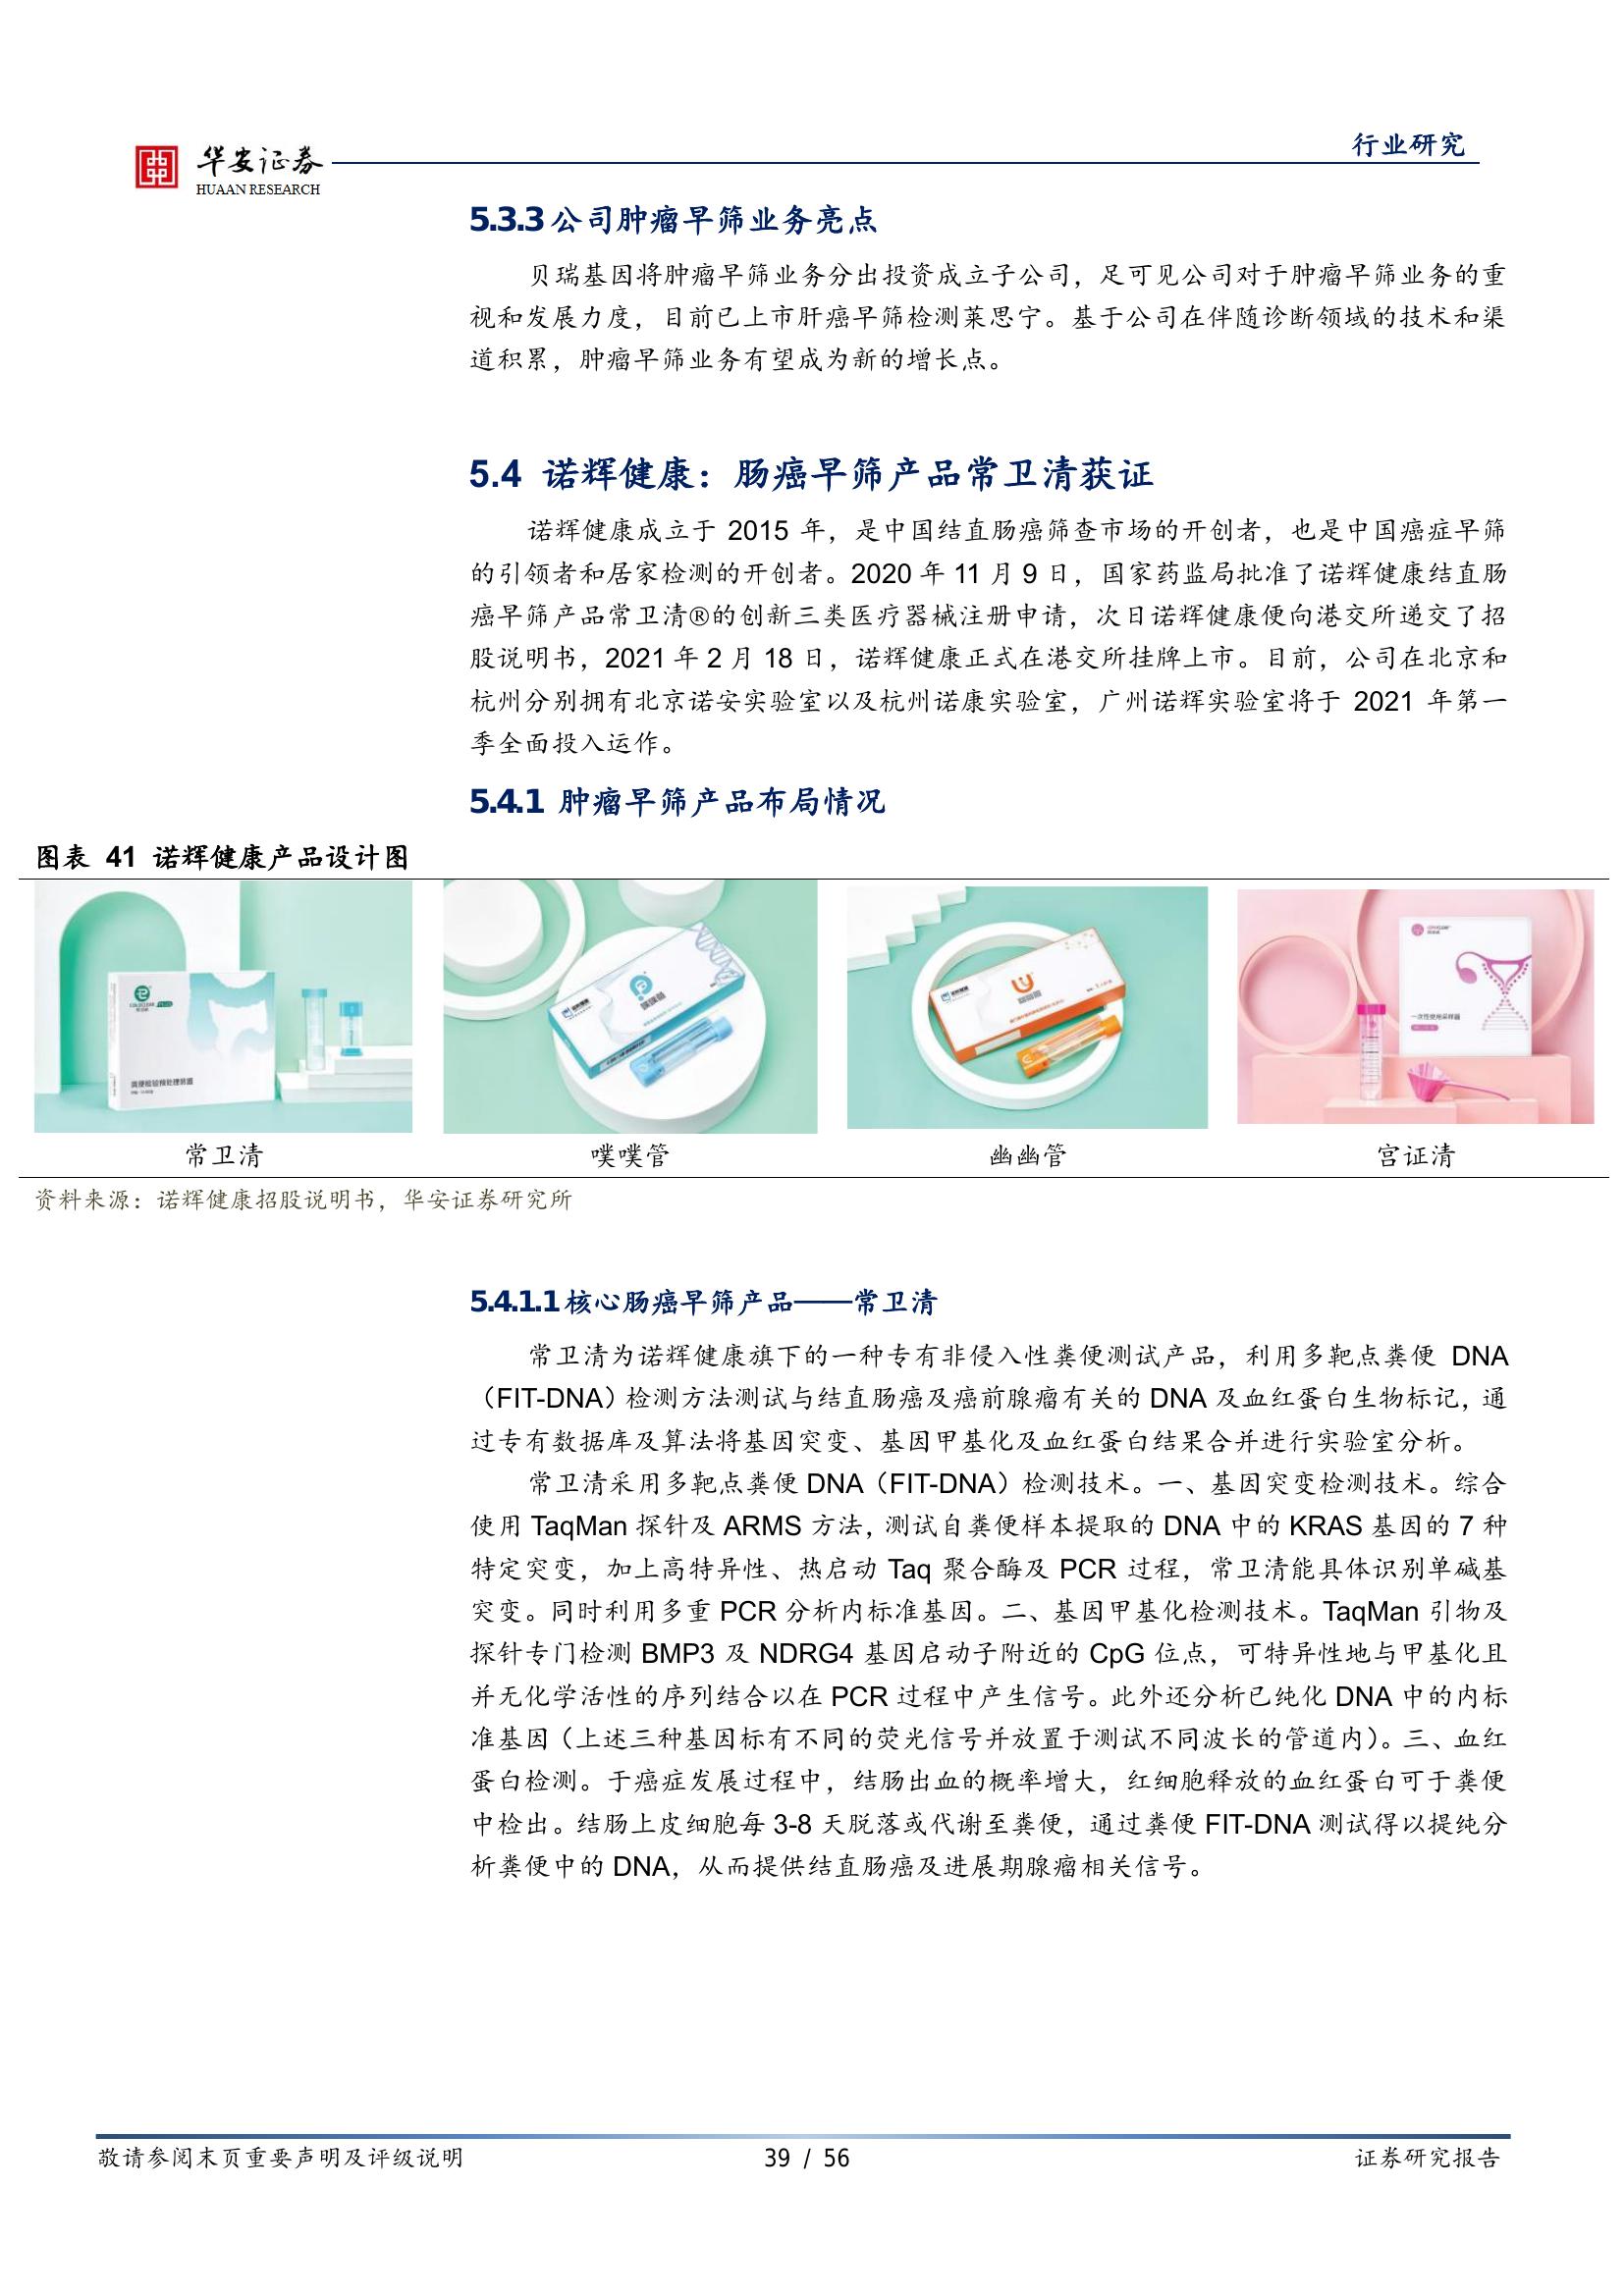 华安证券
HUAAN RESEARCH
行业研究
5.3.3公司肿瘤早筛业务亮点
贝瑞基因将肿瘤早筛业务分出投资成立子公司，足可见公司对于肿瘤早筛业务的重
视和发展力度，目前已上市肝癌早筛检测莱思宁。基于公司在伴随诊断领域的技术和渠
道积累，肿瘤早筛业务有望成为新的增长点。
5.4 诺辉健康：肠癌早筛产品常卫清获证
诺辉健康成立于 2015 年，是中国结直肠癌筛查市场的开创者，也是中国癌症早筛
的引领者和居家检测的开创者。2020 年 11 月 9 日，国家药监局批准了诺辉健康结直肠
癌早筛产品常卫清®的创新三类医疗器械注册申请，次日诺辉健康便向港交所递交了招
股说明书，2021 年 2 月 18 日，诺辉健康正式在港交所挂牌上市。目前，公司在北京和
杭州分别拥有北京诺安实验室以及杭州诺康实验室，广州诺辉实验室将于 2021 年第一
季全面投入运作。
5.4.1 肿瘤早筛产品布局情况
图表 41 诺辉健康产品设计图
粪便检验预处理装置
噗噗管
一次性使用采样器
常卫清
噗噗管
幽幽管
宫证清
资料来源：诺辉健康招股说明书，华安证券研究所
5.4.1.1核心肠癌早筛产品——常卫清
常卫清为诺辉健康旗下的一种专有非侵入性粪便测试产品，利用多靶点粪便 DNA
（FIT-DNA）检测方法测试与结直肠癌及癌前腺瘤有关的 DNA 及血红蛋白生物标记，通
过专有数据库及算法将基因突变、基因甲基化及血红蛋白结果合并进行实验室分析。
常卫清采用多靶点粪便 DNA（FIT-DNA）检测技术。一、基因突变检测技术。综合
使用 TaqMan 探针及 ARMS 方法，测试自粪便样本提取的 DNA 中的 KRAS 基因的 7 种
特定突变，加上高特异性、热启动 Taq 聚合酶及 PCR 过程，常卫清能具体识别单碱基
突变。同时利用多重 PCR 分析内标准基因。二、基因甲基化检测技术。TaqMan 引物及
探针专门检测 BMP3 及 NDRG4 基因启动子附近的 CpG 位点，可特异性地与甲基化且
并无化学活性的序列结合以在 PCR 过程中产生信号。此外还分析已纯化 DNA 中的内标
准基因（上述三种基因标有不同的荧光信号并放置于测试不同波长的管道内）。三、血红
蛋白检测。于癌症发展过程中，结肠出血的概率增大，红细胞释放的血红蛋白可于粪便
中检出。结肠上皮细胞每 3-8 天脱落或代谢至粪便，通过粪便 FIT-DNA 测试得以提纯分
析粪便中的 DNA，从而提供结直肠癌及进展期腺瘤相关信号。
敬请参阅末页重要声明及评级说明
39 / 56
证券研究报告